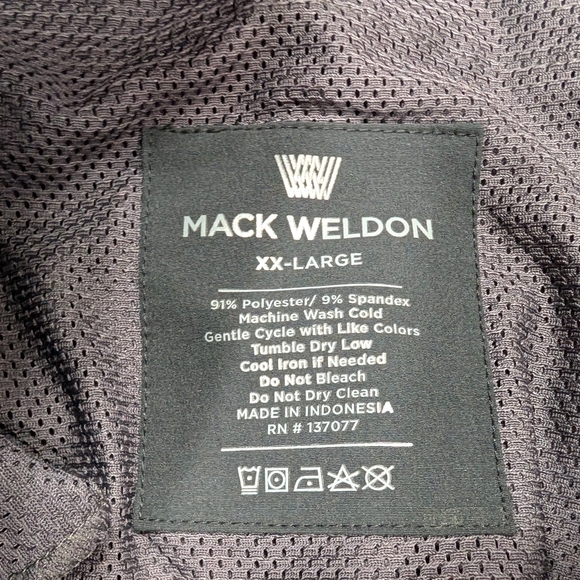 MACK WELDON
XX-LARGE
91% Polyester/ 9% Spandex
Machine Wash Cold
Gentle Cycle with Like Colors
Tumble Dry Low
Cool Iron if Needed
Do Not Bleach
Do Not Dry Clean
MADE IN INDONESIA
RN # 137077